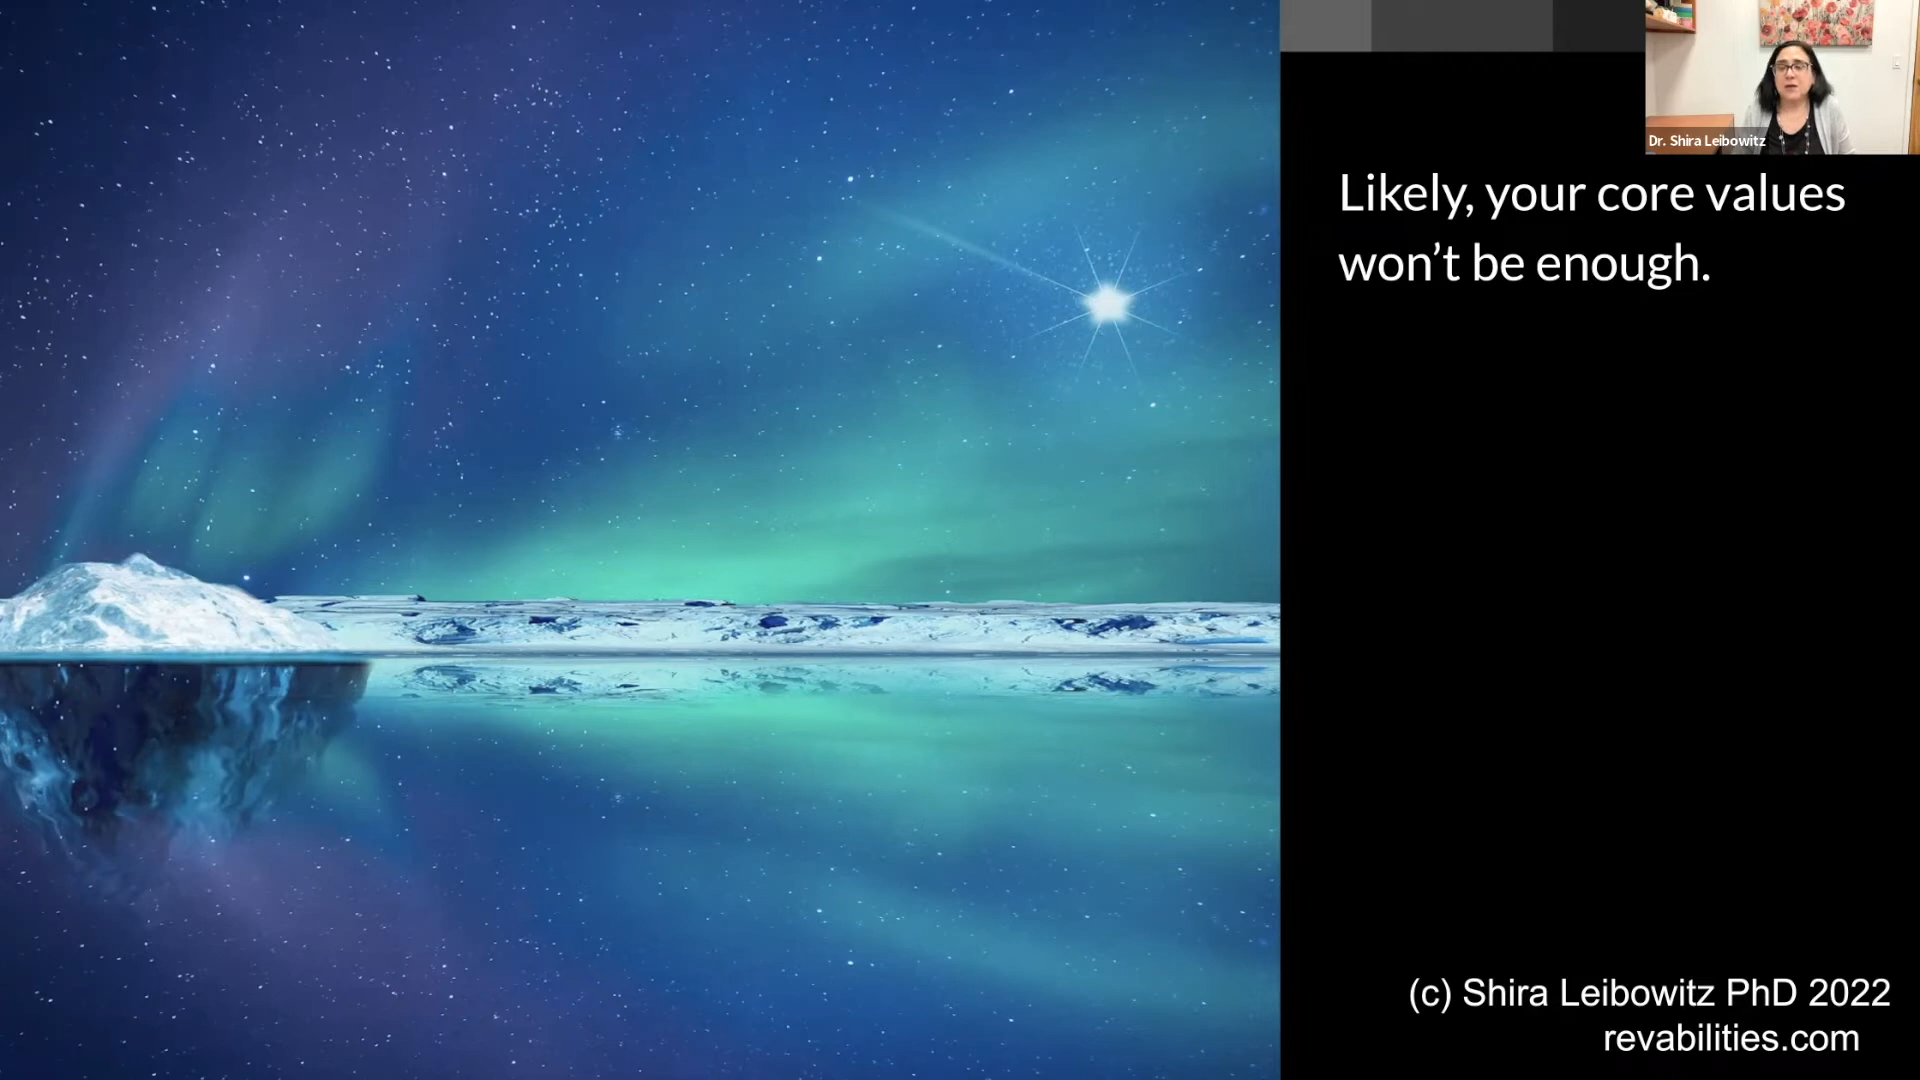 Dr. Shira Leibowitz
Likely, your core values
won’t be enough.
(c) Shira Leibowitz PhD 2022
revabilities.com